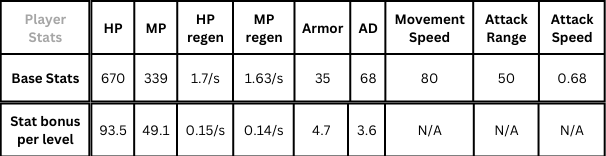 Player Stats HP MP HP regen MP regen Armor AD Movement Speed Attack Range Attack Speed
Base Stats 670 339 1.7/s 1.63/s 35 68 80 50 0.68
Stat bonus per level 93.5 49.1 0.15/s 0.14/s 4.7 3.6 N/A N/A N/A